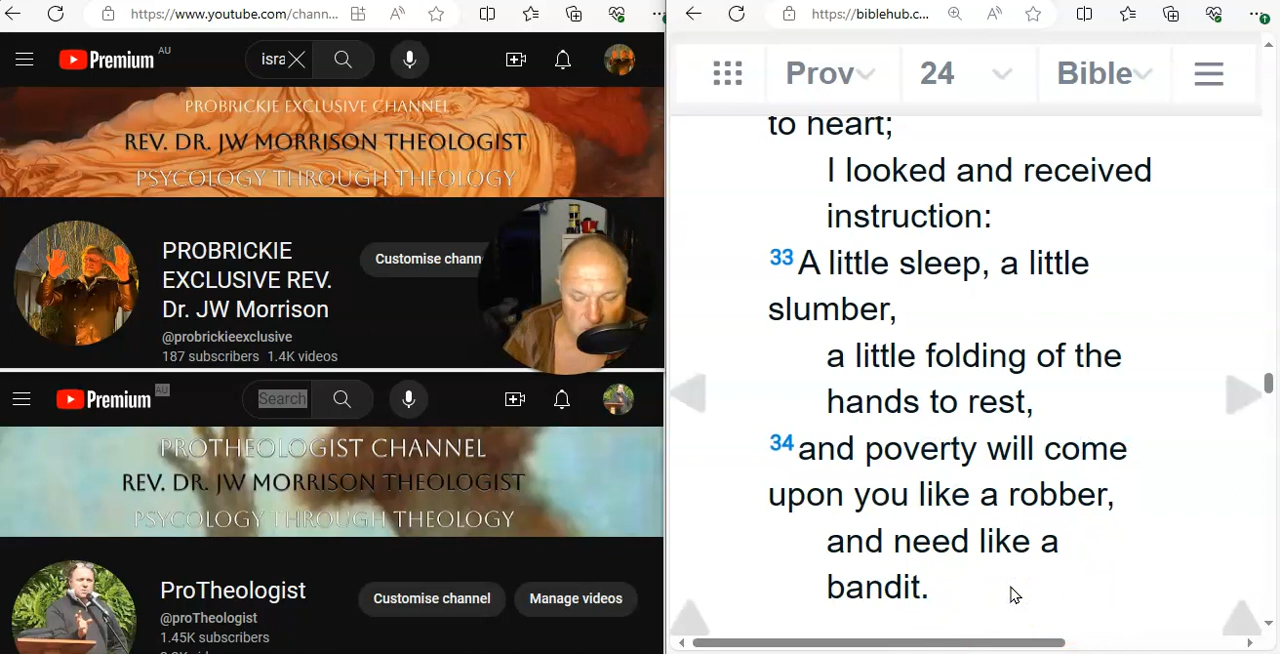 https://www.youtube.com/chann...
Premium AU
isra
PROBRICKIE EXCLUSIVE CHANNEL
REV. DR. JW MORRISON THEOLOGIST
PSYCOLOGY THROUGH THEOLOGY
PROBRICKIE
EXCLUSIVE REV.
Dr. JW Morrison
Customise chann
@probrickieexclusive
187 subscribers 1.4K videos
Premium AU
Search
PROTHEOLOGIST CHANNEL
REV. DR. JW MORRISON THEOLOGIST
PSYCOLOGY THROUGH THEOLOGY
ProTheologist
Customise channel
Manage videos
@proTheologist
1.45K subscribers
https://biblehub.c...
Prov
24
Bible
to heart;
I looked and received
instruction:
33 A little sleep, a little
slumber,
a little folding of the
hands to rest,
34 and poverty will come
upon you like a robber,
and need like a
bandit.